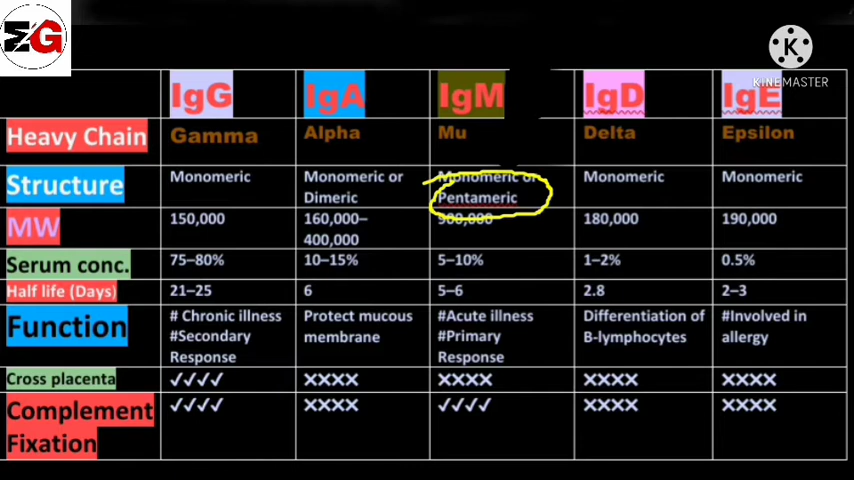 ZG
K
KINEMASTER
IgG IgA IgM IgD IgE
Heavy Chain Gamma Alpha Mu Delta Epsilon
Structure Monomeric Monomeric or Monomeric or Monomeric Monomeric
Dimeric Pentameric
MW 150,000 160,000– 900,000 180,000 190,000
400,000
Serum conc. 75–80% 10–15% 5–10% 1–2% 0.5%
Half life (Days) 21–25 6 5–6 2.8 2–3
Function # Chronic illness Protect mucous #Acute illness Differentiation of #Involved in
#Secondary membrane #Primary B-lymphocytes allergy
Response Response
Cross placenta ✓✓✓✓ ✕✕✕✕ ✕✕✕✕ ✕✕✕✕ ✕✕✕✕
Complement ✓✓✓✓ ✕✕✕✕ ✓✓✓✓ ✕✕✕✕ ✕✕✕✕
Fixation